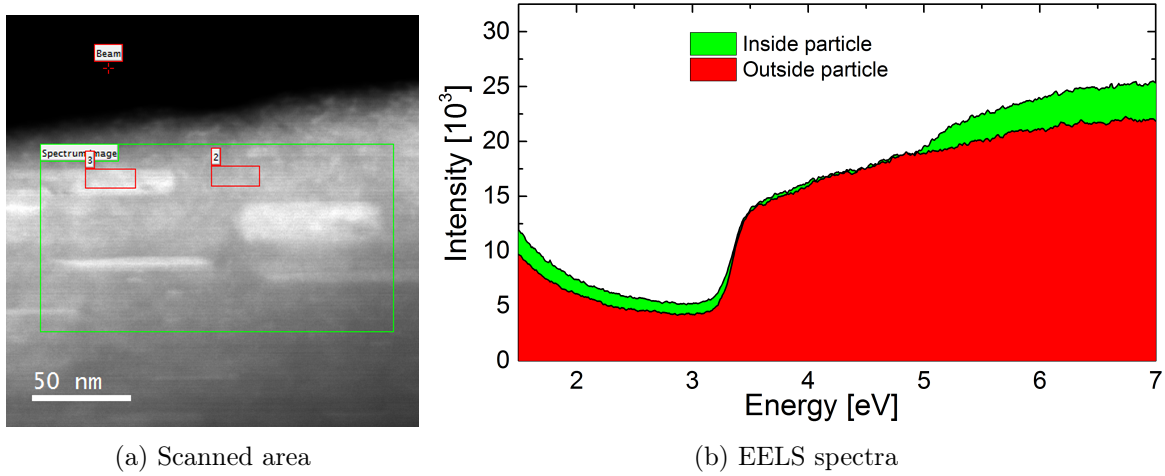 Beam
Spectrum Image
3
2
50 nm
Inside particle
Outside particle
Intensity [10³]
30
25
20
15
10
5
0
2
3
4
5
6
7
Energy [eV]
(a) Scanned area
(b) EELS spectra